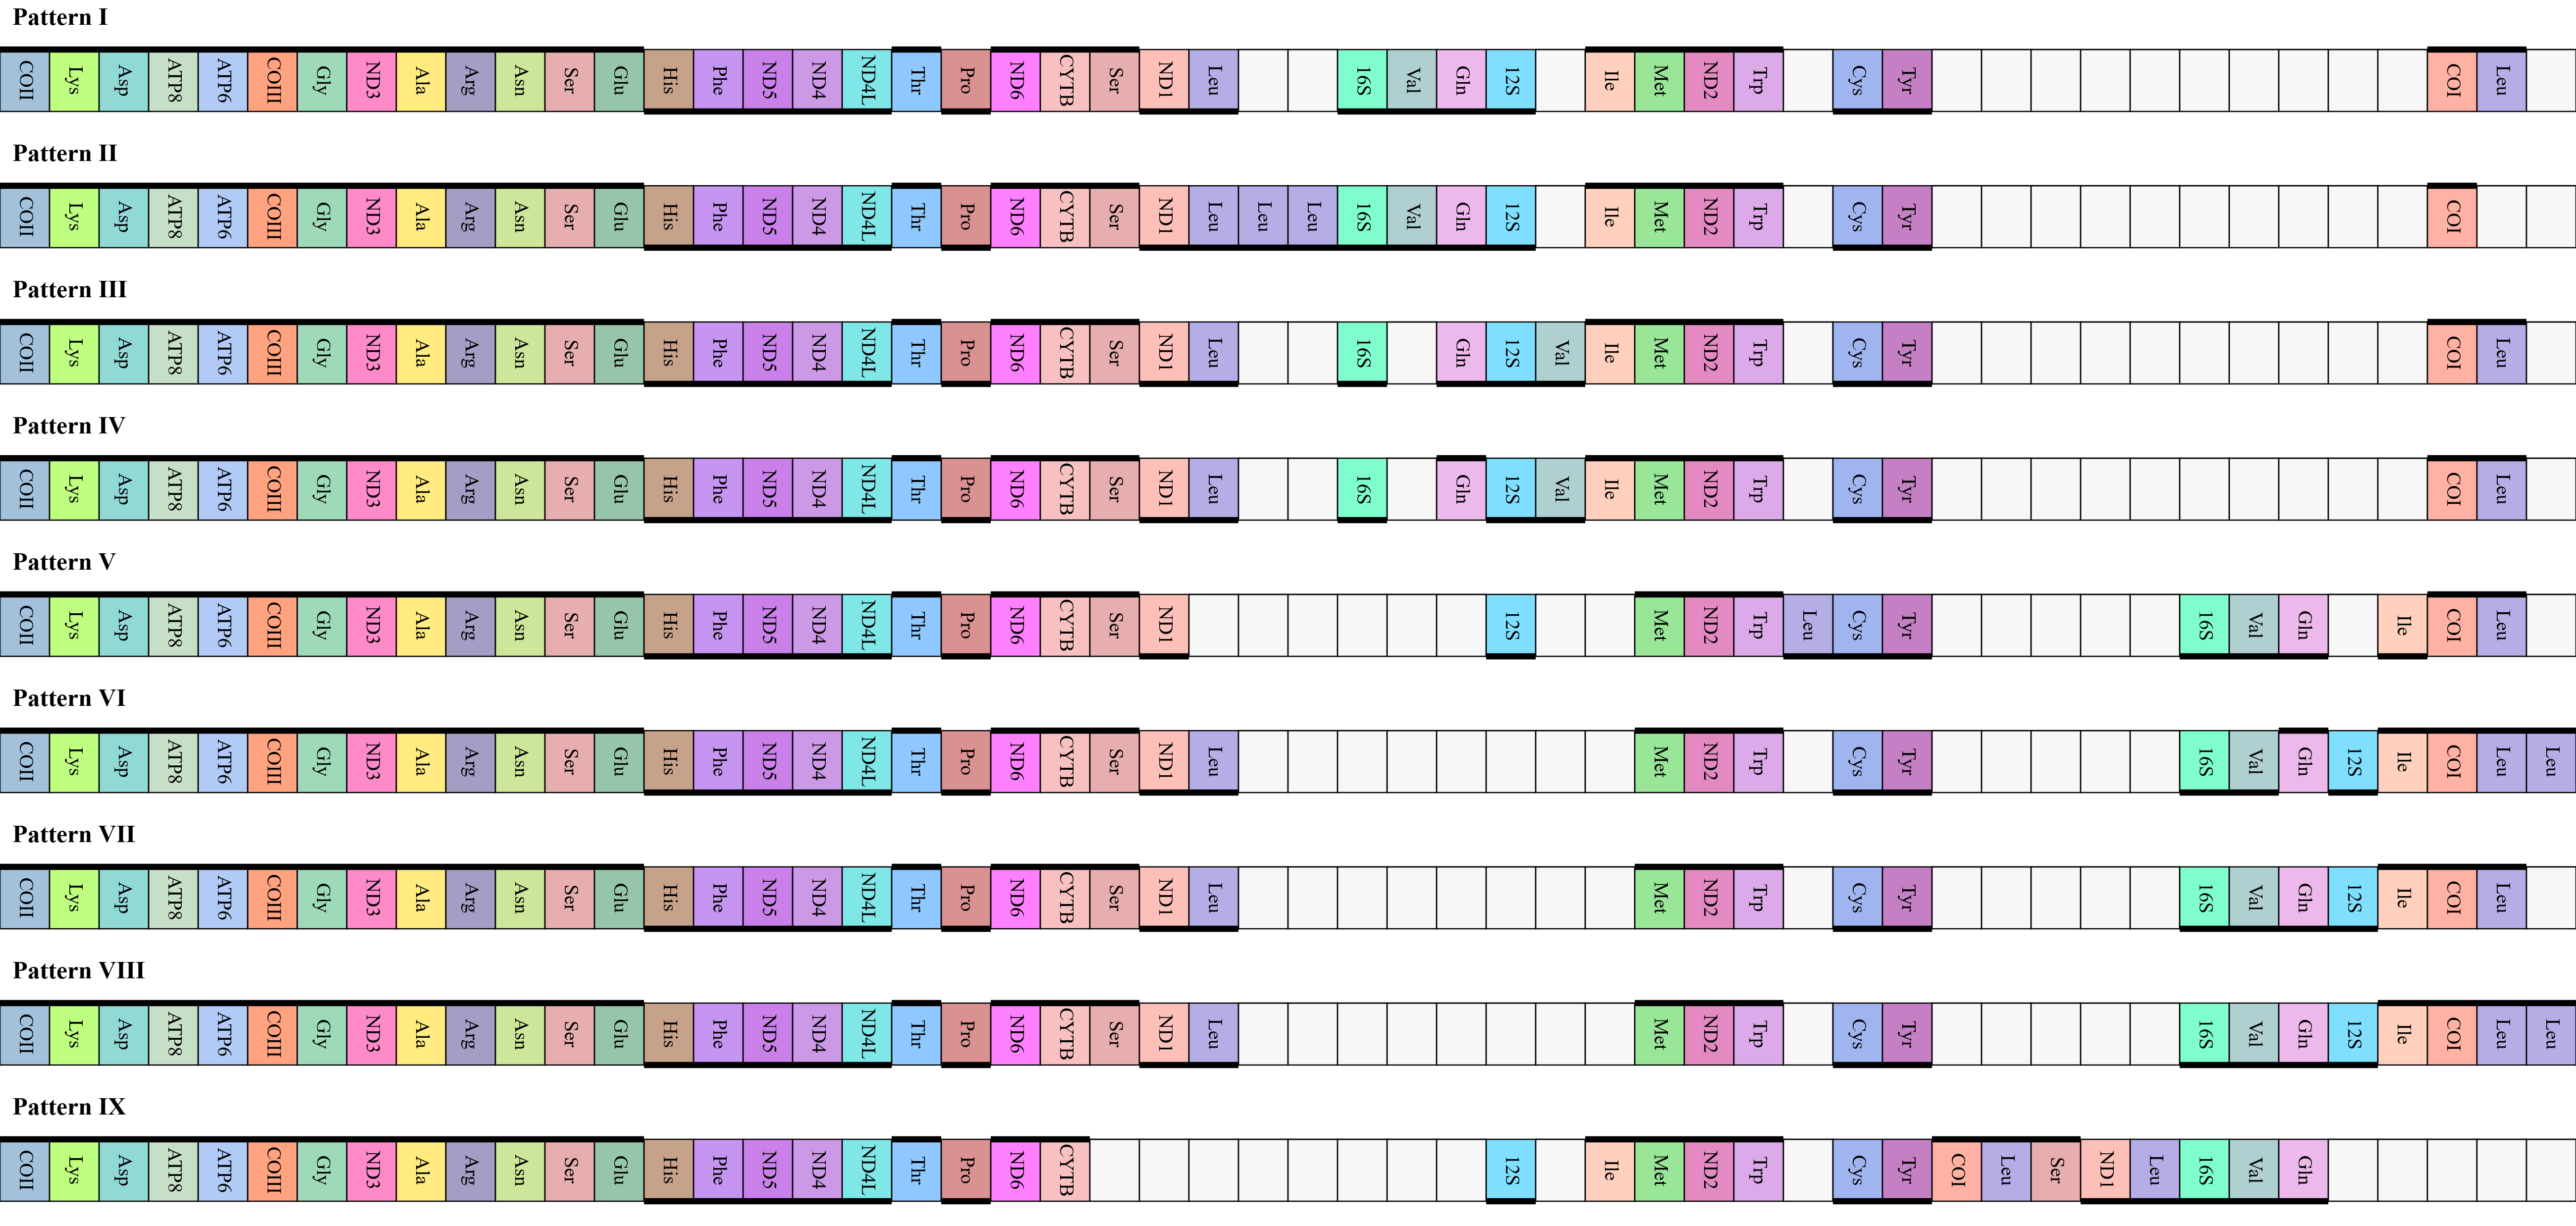 Pattern I
COII Lys Asp ATP8 ATP6 COIII Gly ND3 Ala Arg Asn Ser Glu His Phe ND5 ND4 ND4L Thr Pro ND6 CYTB Ser ND1 Leu 16S Val Gln 12S Ile Met ND2 Trp Cys Tyr COI Leu
Pattern II
COII Lys Asp ATP8 ATP6 COIII Gly ND3 Ala Arg Asn Ser Glu His Phe ND5 ND4 ND4L Thr Pro ND6 CYTB Ser ND1 Leu Leu Leu 16S Val Gln 12S Ile Met ND2 Trp Cys Tyr COI
Pattern III
COII Lys Asp ATP8 ATP6 COIII Gly ND3 Ala Arg Asn Ser Glu His Phe ND5 ND4 ND4L Thr Pro ND6 CYTB Ser ND1 Leu 16S Gln 12S Val Ile Met ND2 Trp Cys Tyr COI Leu
Pattern IV
COII Lys Asp ATP8 ATP6 COIII Gly ND3 Ala Arg Asn Ser Glu His Phe ND5 ND4 ND4L Thr Pro ND6 CYTB Ser ND1 Leu 16S Gln 12S Val Ile Met ND2 Trp Cys Tyr COI Leu
Pattern V
COII Lys Asp ATP8 ATP6 COIII Gly ND3 Ala Arg Asn Ser Glu His Phe ND5 ND4 ND4L Thr Pro ND6 CYTB Ser ND1 12S Met ND2 Trp Leu Cys Tyr 16S Val Gln Ile COI Leu
Pattern VI
COII Lys Asp ATP8 ATP6 COIII Gly ND3 Ala Arg Asn Ser Glu His Phe ND5 ND4 ND4L Thr Pro ND6 CYTB Ser ND1 Leu Met ND2 Trp Cys Tyr 16S Val Gln 12S Ile COI Leu Leu
Pattern VII
COII Lys Asp ATP8 ATP6 COIII Gly ND3 Ala Arg Asn Ser Glu His Phe ND5 ND4 ND4L Thr Pro ND6 CYTB Ser ND1 Leu Met ND2 Trp Cys Tyr 16S Val Gln 12S Ile COI Leu
Pattern VIII
COII Lys Asp ATP8 ATP6 COIII Gly ND3 Ala Arg Asn Ser Glu His Phe ND5 ND4 ND4L Thr Pro ND6 CYTB Ser ND1 Leu Met ND2 Trp Cys Tyr 16S Val Gln 12S Ile COI Leu Leu
Pattern IX
COII Lys Asp ATP8 ATP6 COIII Gly ND3 Ala Arg Asn Ser Glu His Phe ND5 ND4 ND4L Thr Pro ND6 CYTB 12S Ile Met ND2 Trp Cys Tyr COI Leu Ser ND1 Leu 16S Val Gln